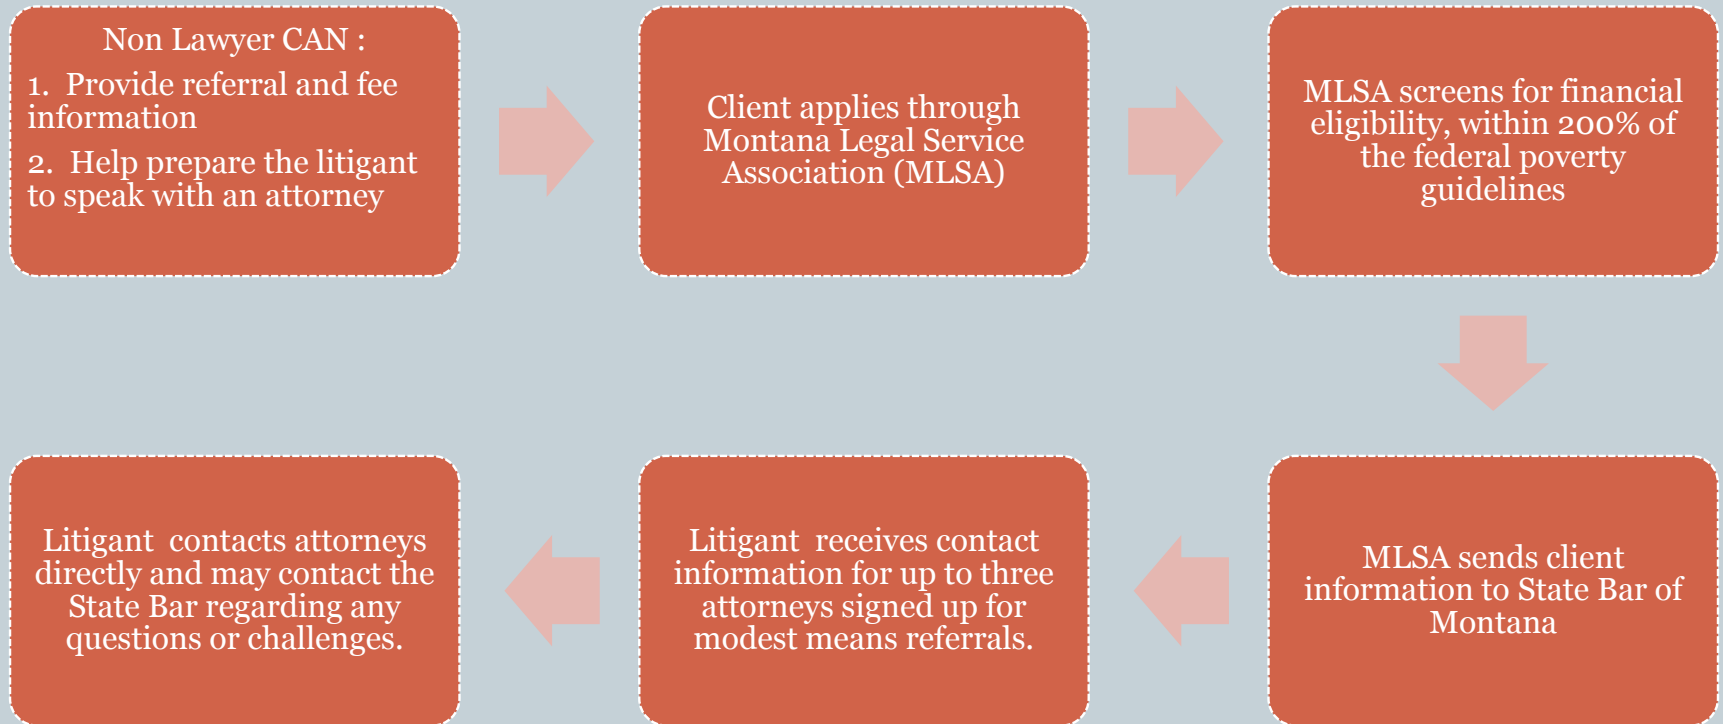 Non Lawyer CAN :
1.  Provide referral and fee
information
2.  Help prepare the litigant
to speak with an attorney
Client applies through
Montana Legal Service
Association (MLSA)
MLSA screens for financial
eligibility, within 200% of
the federal poverty
guidelines
MLSA sends client
information to State Bar of
Montana
Litigant  receives contact
information for up to three
attorneys signed up for
modest means referrals.
Litigant  contacts attorneys
directly and may contact the
State Bar regarding any
questions or challenges.